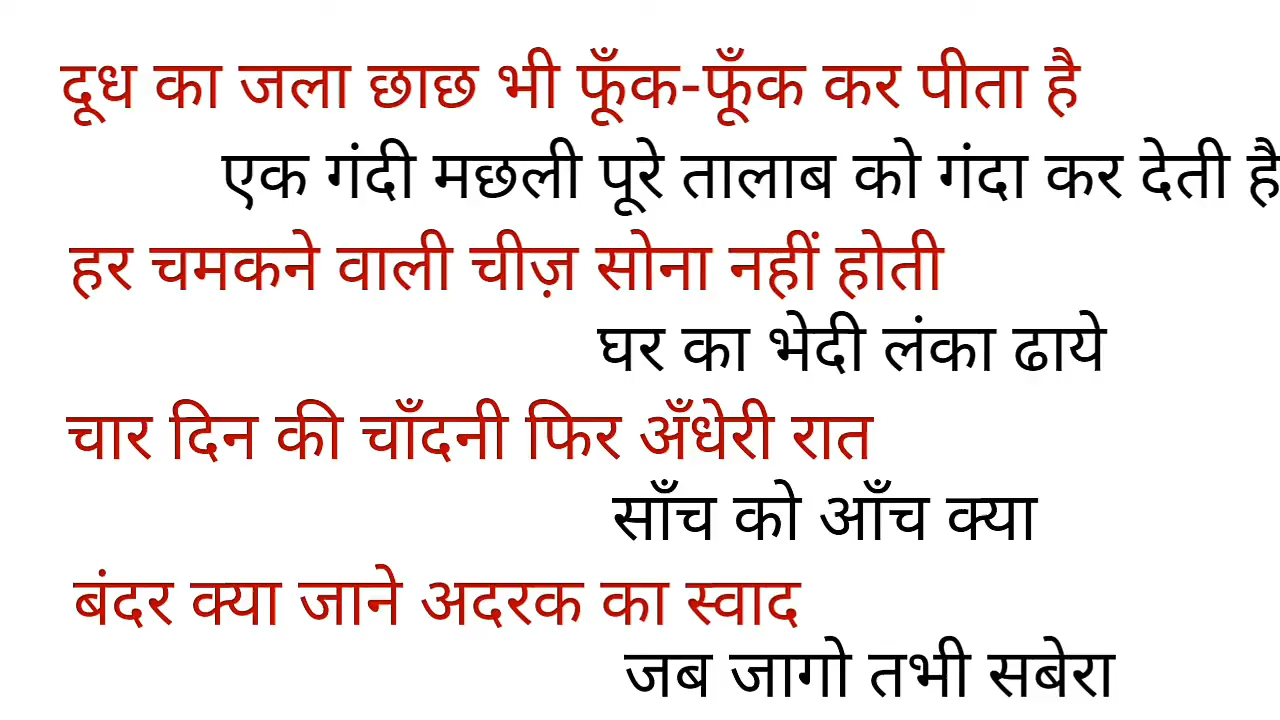 दूध का जला छाछ भी फूँक-फूँक कर पीता है
एक गंदी मछली पूरे तालाब को गंदा कर देती है
हर चमकने वाली चीज़ सोना नहीं होती
घर का भेदी लंका ढाये
चार दिन की चाँदनी फिर अँधेरी रात
साँच को आँच क्या
बंदर क्या जाने अदरक का स्वाद
जब जागो तभी सबेरा